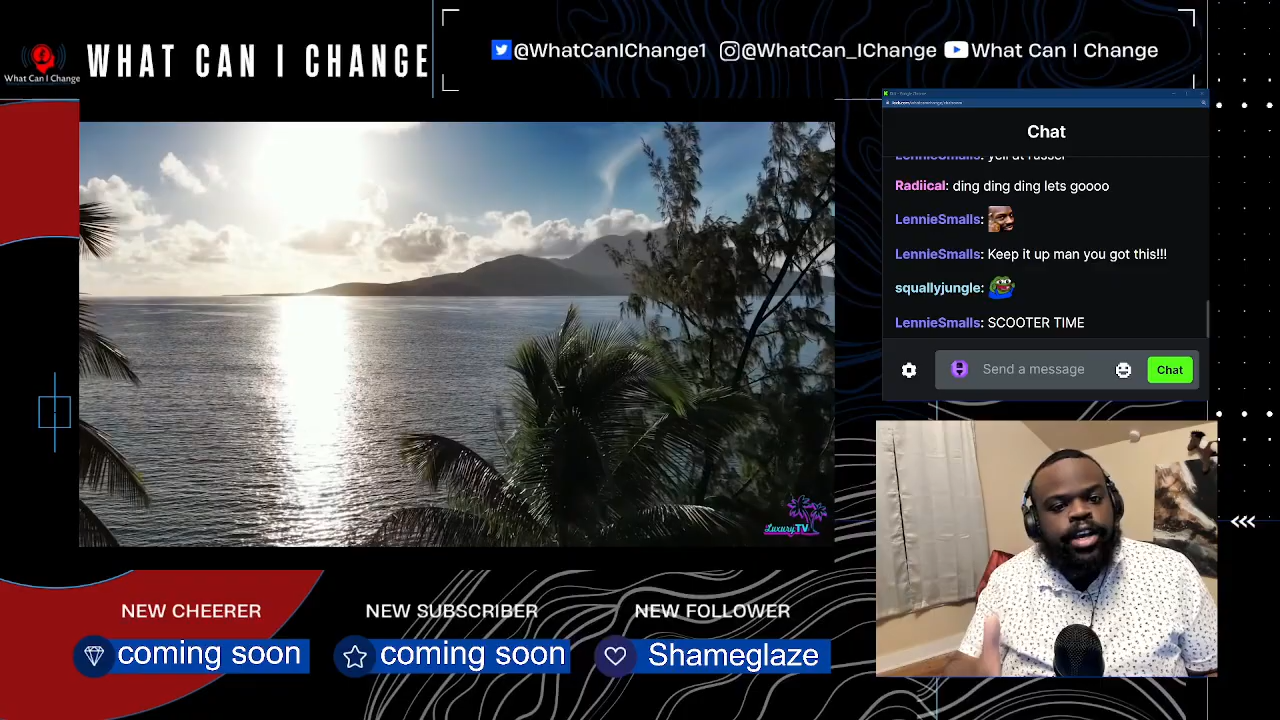 What Can I Change
WHAT CAN I CHANGE
@WhatCanIChange1 @WhatCan_IChange What Can I Change
Chat
LennieSmalls:
Radiical: ding ding ding lets goooo
LennieSmalls:
LennieSmalls: Keep it up man you got this!!!
squallyjungle:
LennieSmalls: SCOOTER TIME
Send a message
Chat
LuxuryTV
NEW CHEERER
NEW SUBSCRIBER
NEW FOLLOWER
coming soon
coming soon
Shameglaze